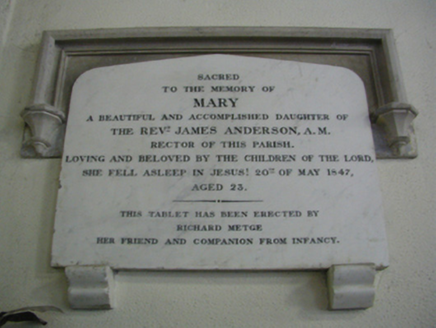 SACRED
TO THE MEMORY OF
MARY
A BEAUTIFUL AND ACCOMPLISHED DAUGHTER OF
THE REVD. JAMES ANDERSON, A.M.
RECTOR OF THIS PARISH.
LOVING AND BELOVED BY THE CHILDREN OF THE LORD,
SHE FELL ASLEEP IN JESUS! 20TH OF MAY 1847,
AGED 23.
THIS TABLET HAS BEEN ERECTED BY
RICHARD METGE
HER FRIEND AND COMPANION FROM INFANCY.